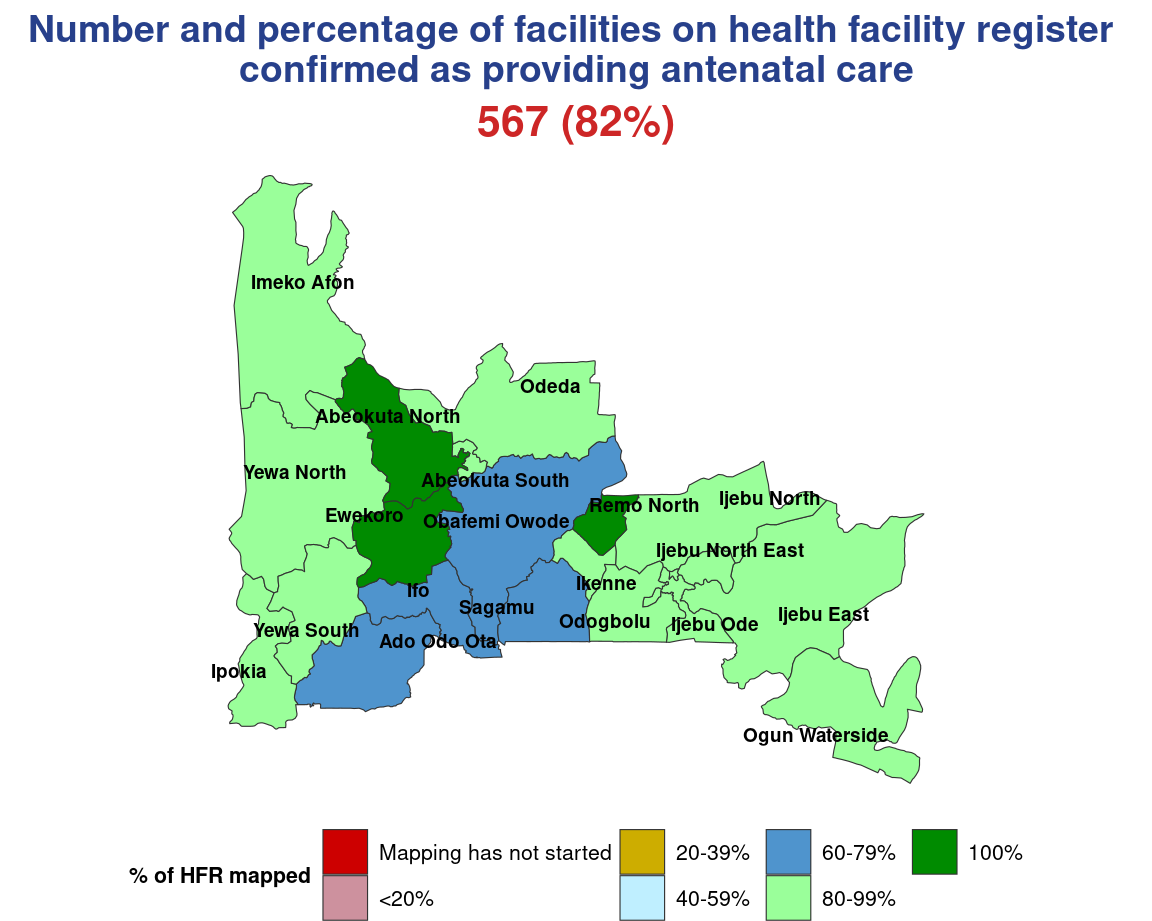 Number and percentage of facilities on health facility register
confirmed as providing antenatal care
567 (82%)
Imeko Afon
Odeda
Abeokuta North
Yewa North
Abeokuta South
Ijebu North
Remo North
Ewekoro
Obafemi Owode
Ijebu North East
Ikenne
Ifo
Sagamu
Ijebu East
Odogbolu
Ijebu Ode
Yewa South
Ado Odo Ota
Ipokia
Ogun Waterside
% of HFR mapped
Mapping has not started
<20%
20-39%
40-59%
60-79%
80-99%
100%